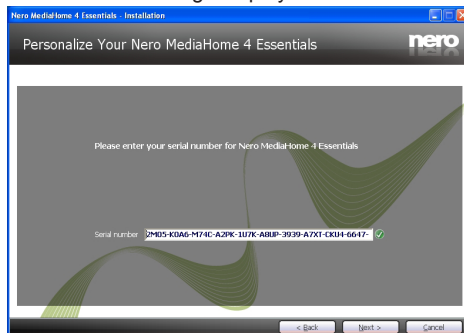 Nero MediaHome 4 Essentials - Installation
Personalize Your Nero MediaHome 4 Essentials
nero
Please enter your serial number for Nero MediaHome 4 Essentials
Serial number 2M05-K0A6-M74C-A2PK-1U7K-A8UP-3939-A7XT-CKU4-6647-
< Back Next > Cancel